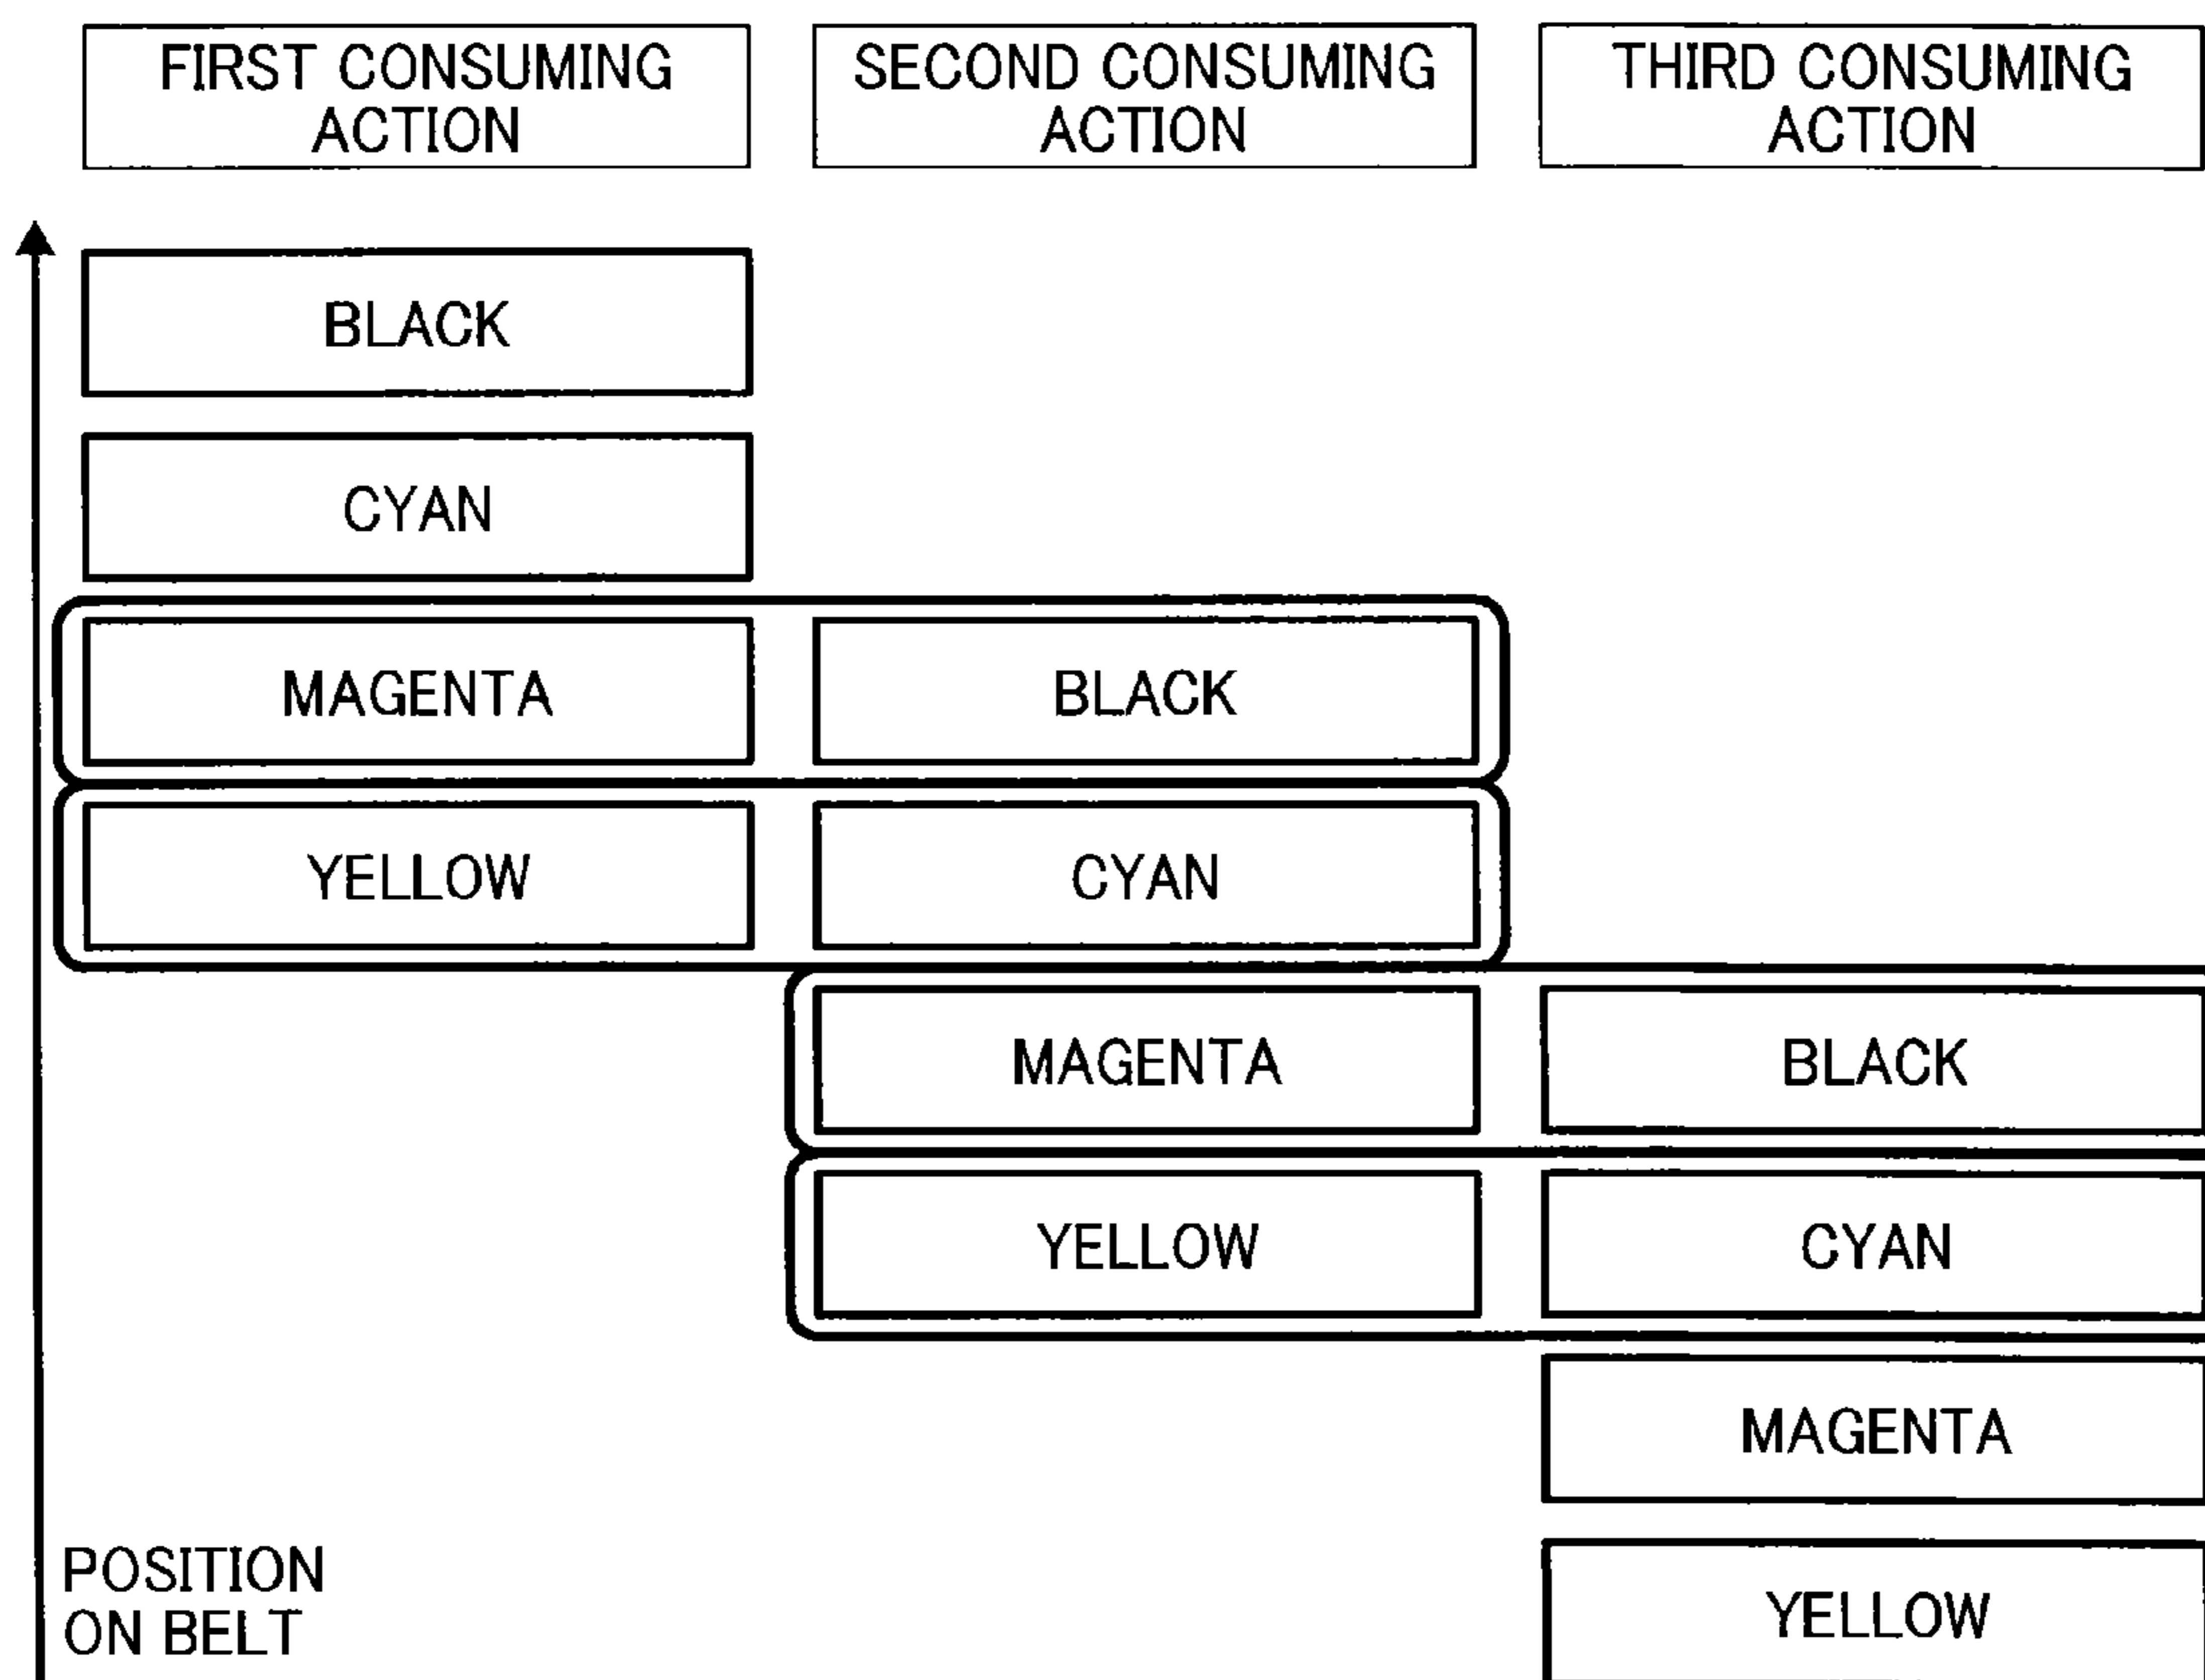 FIRST CONSUMING
ACTION
SECOND CONSUMING
ACTION
THIRD CONSUMING
ACTION
BLACK
CYAN
MAGENTA
BLACK
YELLOW
CYAN
MAGENTA
BLACK
YELLOW
CYAN
MAGENTA
YELLOW
POSITION
ON BELT